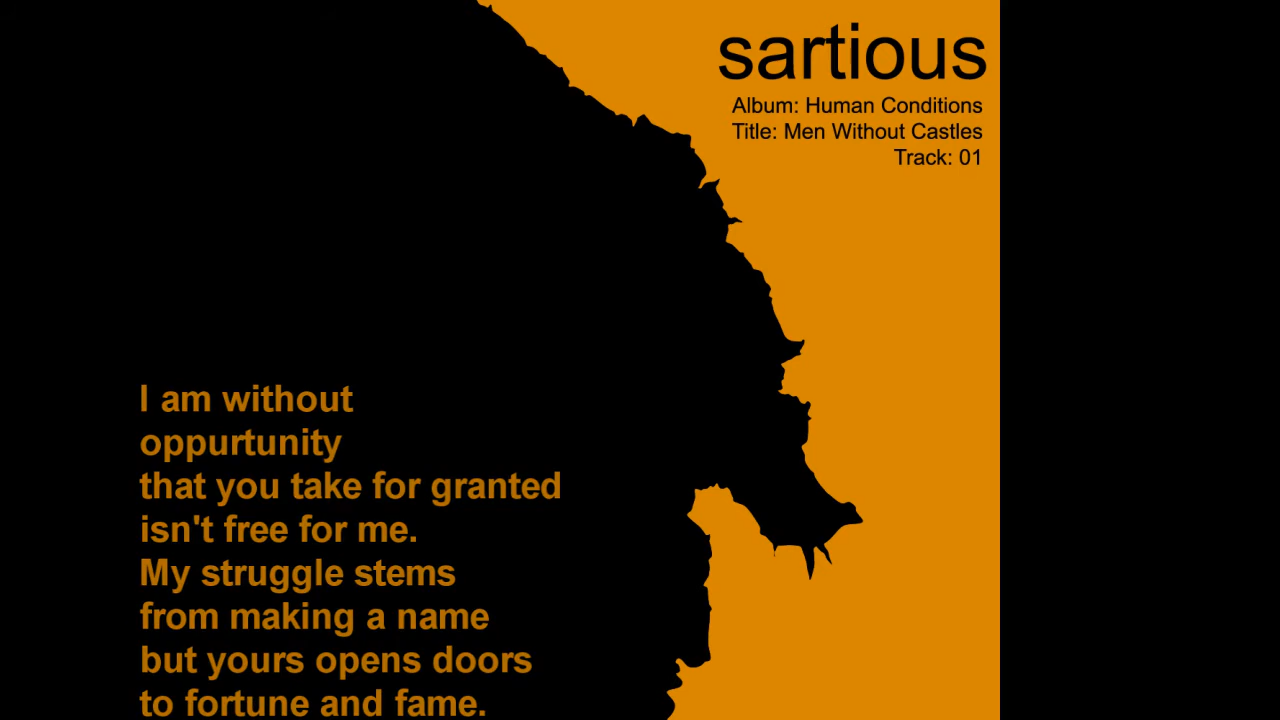 sartious
Album: Human Conditions
Title: Men Without Castles
Track: 01
I am without
oppurtunity
that you take for granted
isn't free for me.
My struggle stems
from making a name
but yours opens doors
to fortune and fame.